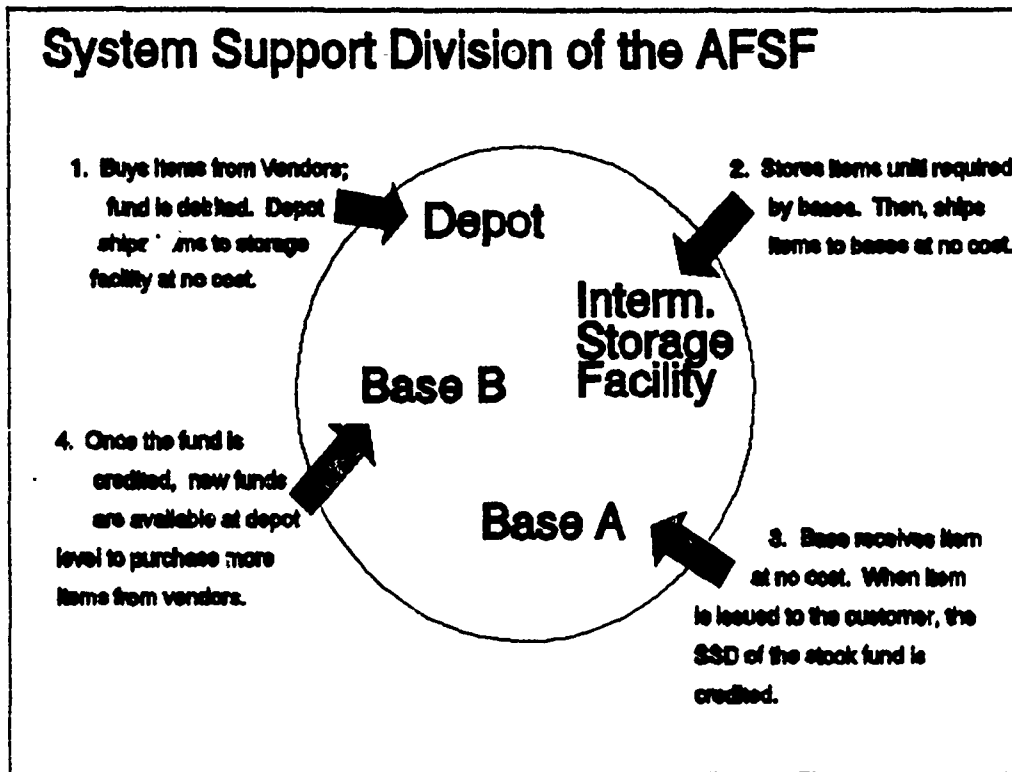 System Support Division of the AFSF
1. Buys items from Vendors;
fund is debited. Depot
ships to storage
facility at no cost.
Depot
2. Stores items until required
by bases. Then, ships
items to bases at no cost.
Interm.
Storage
Facility
Base B
4. Once the fund is
credited, new funds
are available at depot
level to purchase more
items from vendors.
Base A
3. Base receives item
at no cost. When item
is issued to the customer, the
SSD of the stock fund is
credited.